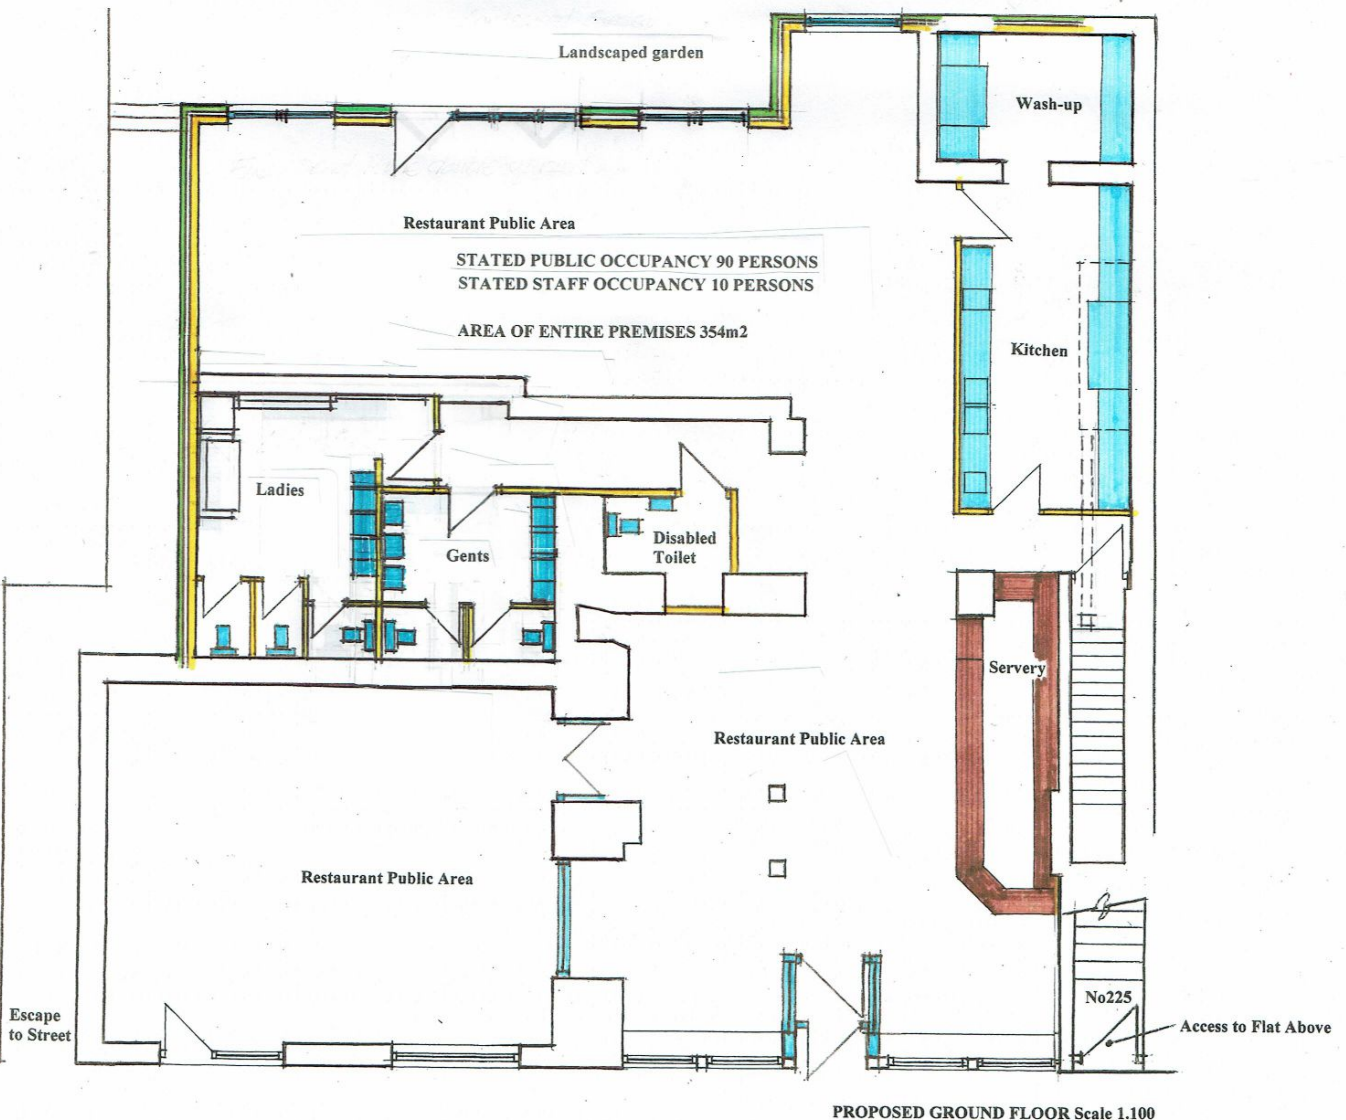 Landscaped garden
Wash-up
Restaurant Public Area
STATED PUBLIC OCCUPANCY 90 PERSONS
STATED STAFF OCCUPANCY 10 PERSONS
AREA OF ENTIRE PREMISES 354m2
Kitchen
Ladies
Gents
Disabled
Toilet
Servery
Restaurant Public Area
Restaurant Public Area
No225
Escape
to Street
Access to Flat Above
PROPOSED GROUND FLOOR Scale 1.100